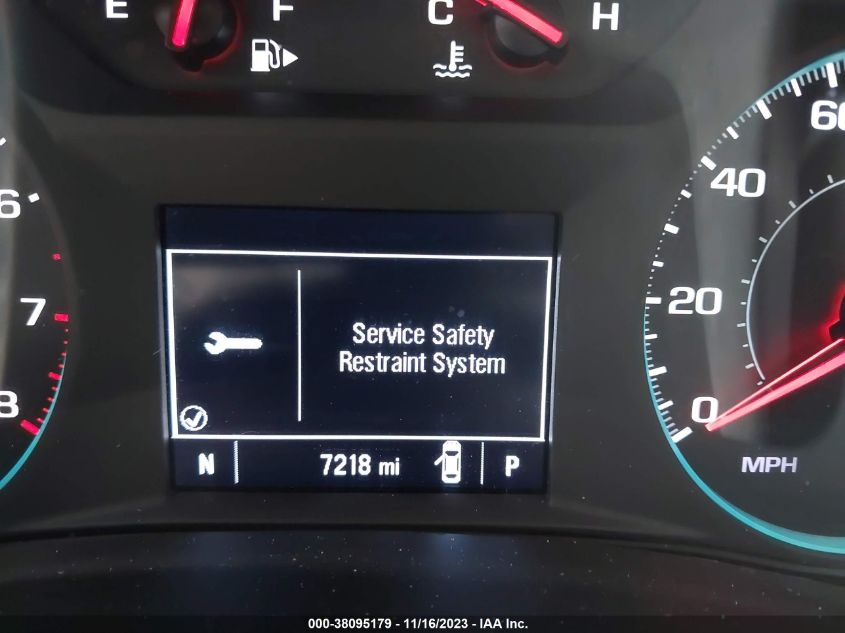 E F C H
6
7
8
60
40
20
0
MPH
Service Safety
Restraint System
N 7218 mi P
000-38095179 - 11/16/2023 - IAA Inc.